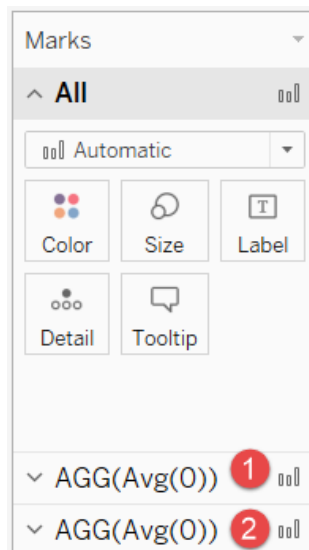 Marks
All
Automatic
Color Size Label
Detail Tooltip
AGG(Avg(0)) 1
AGG(Avg(0)) 2